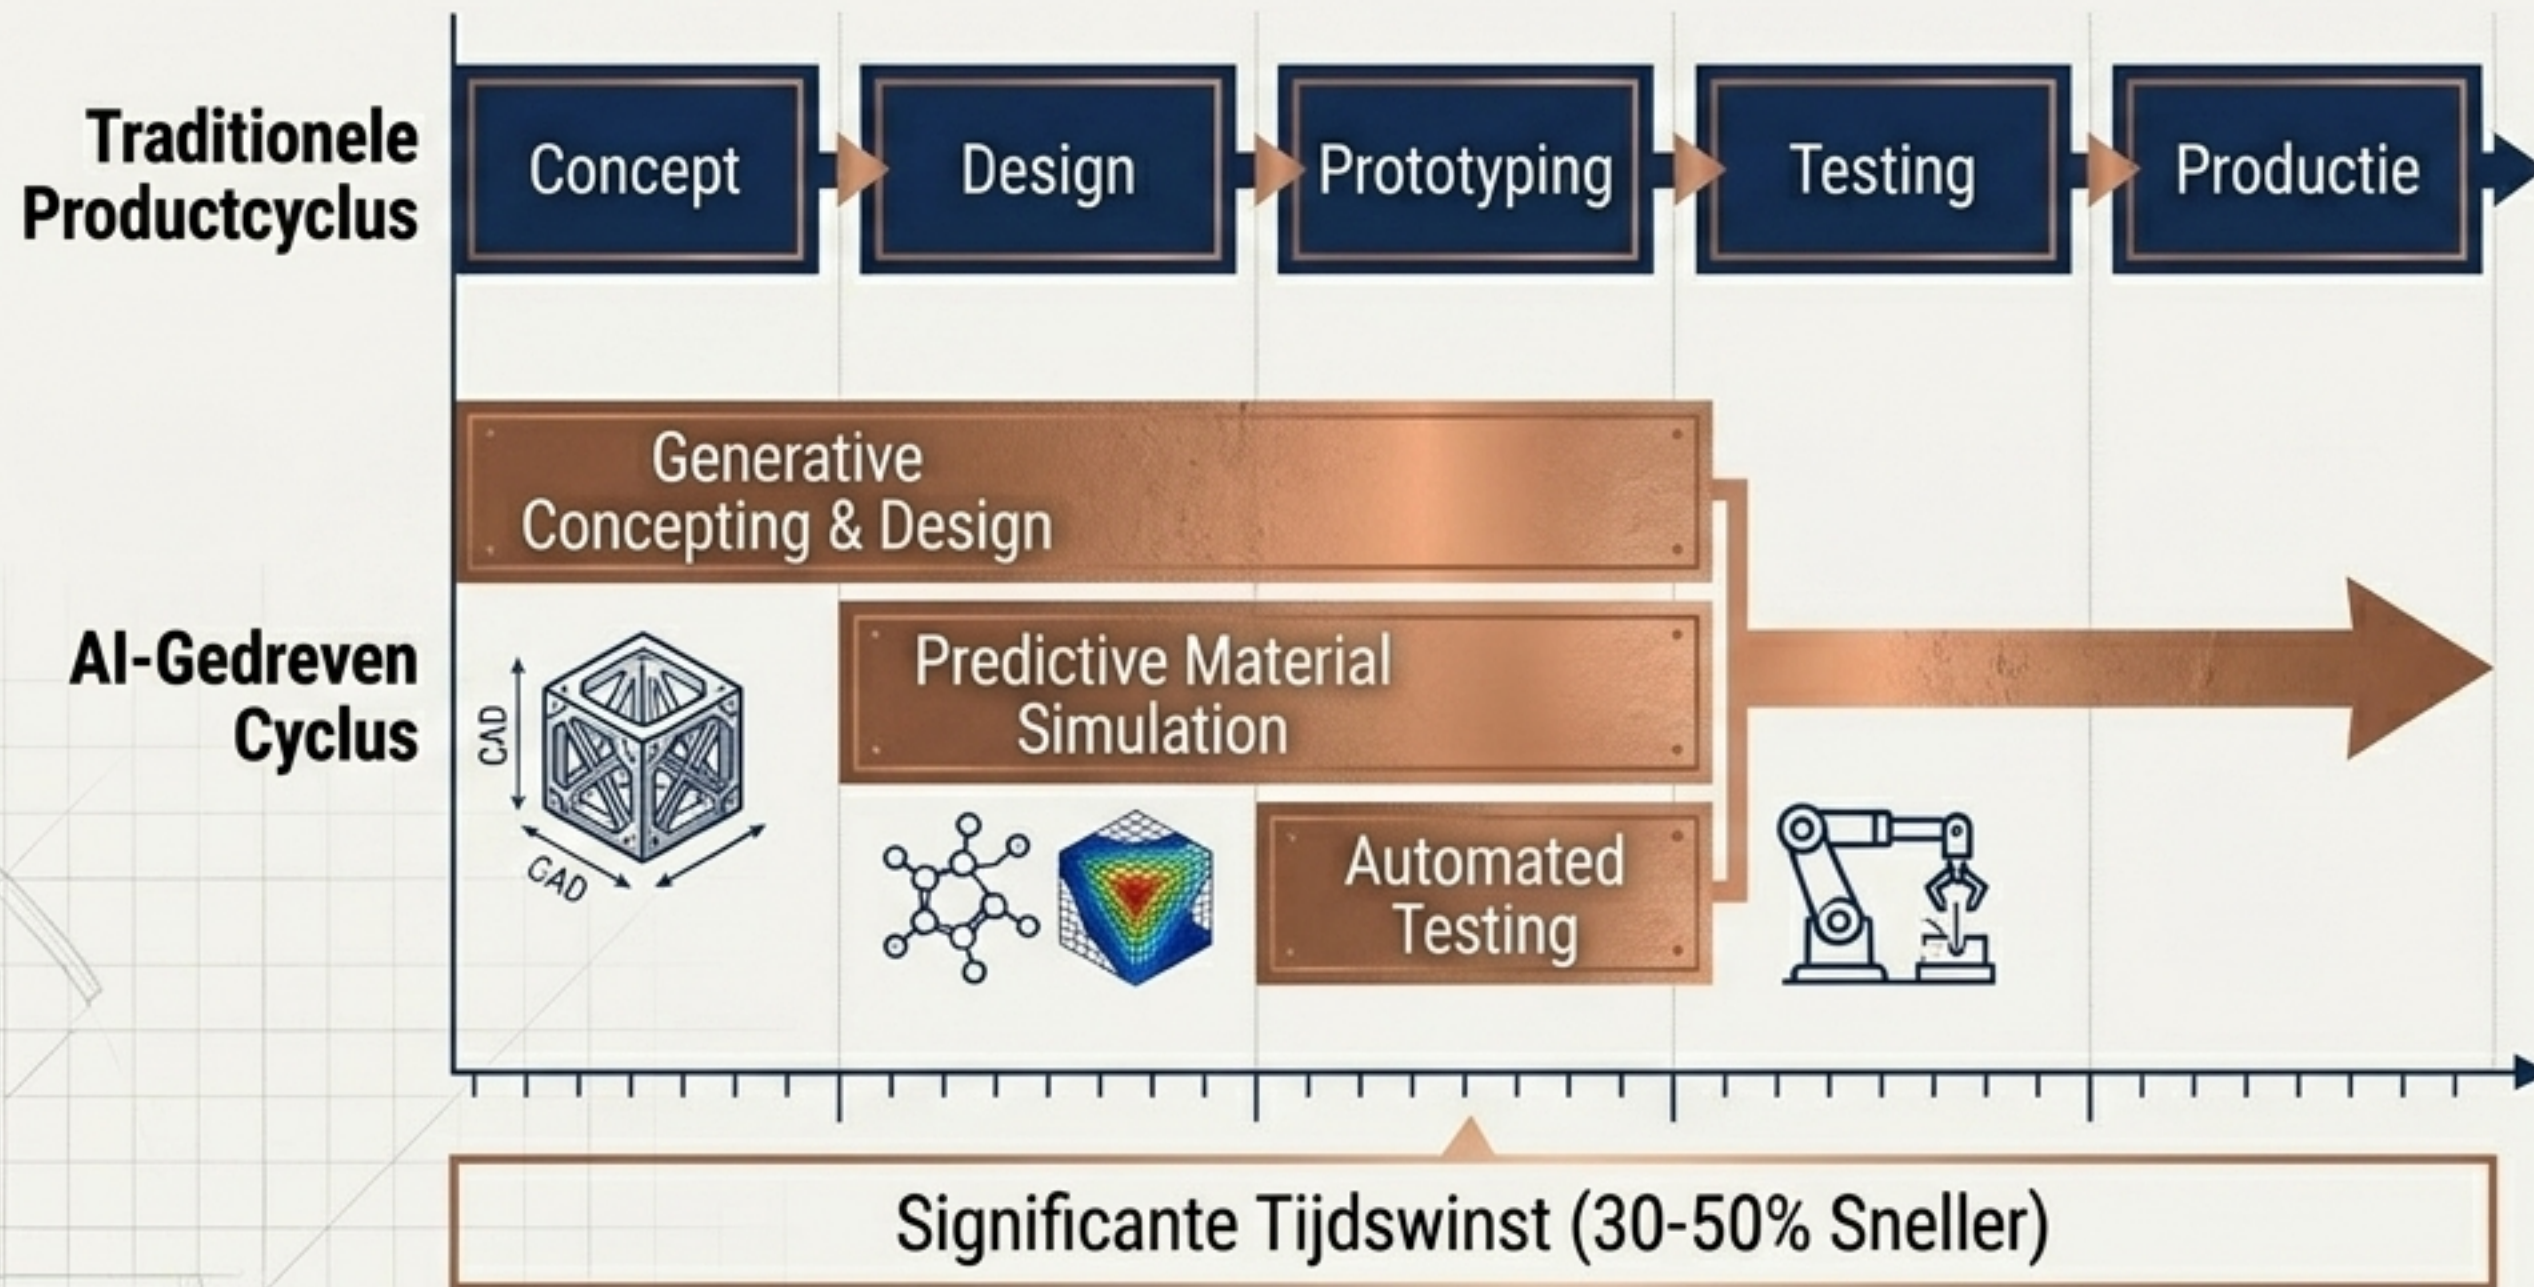 Traditionele
Productcyclus
Concept
Design
Prototyping
Testing
Productie
AI-Gedreven
Cyclus
Generative
Concepting & Design
Predictive Material
Simulation
Automated
Testing
CAD
CAD
Significante Tijdswinst (30-50% Sneller)